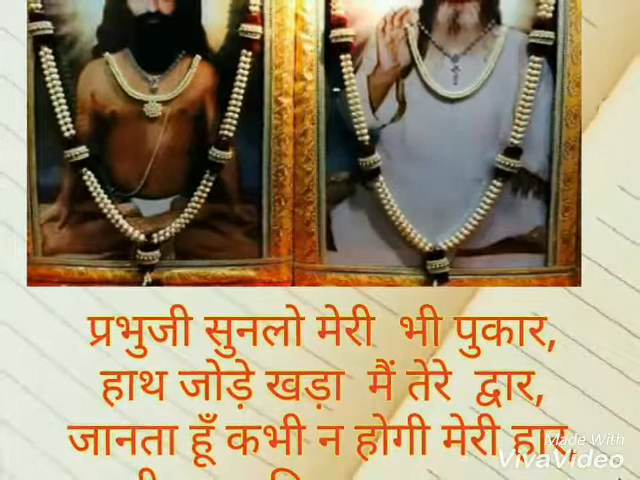 प्रभुजी सुनलो मेरी भी पुकार,
हाथ जोड़े खड़ा मैं तेरे द्वार,
जानता हूँ कभी न होगी मेरी हार,
Made With
VivaVideo